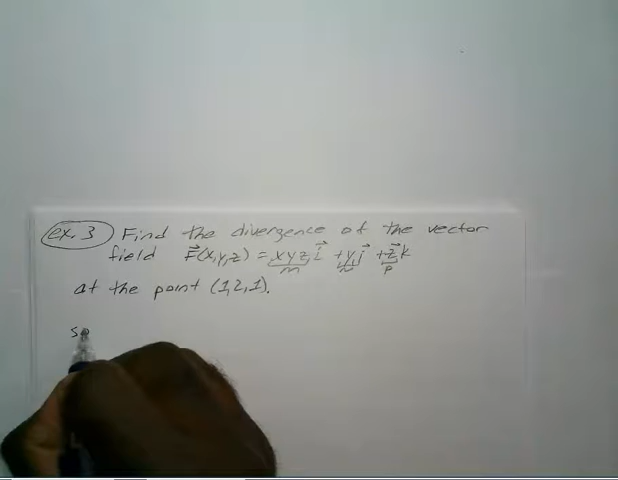 ex. 3 Find the divergence of the vector
field F⃗(x,y,z) = xyz i⃗ + y j⃗ + z k⃗
m n p
at the point (1,2,1).
so